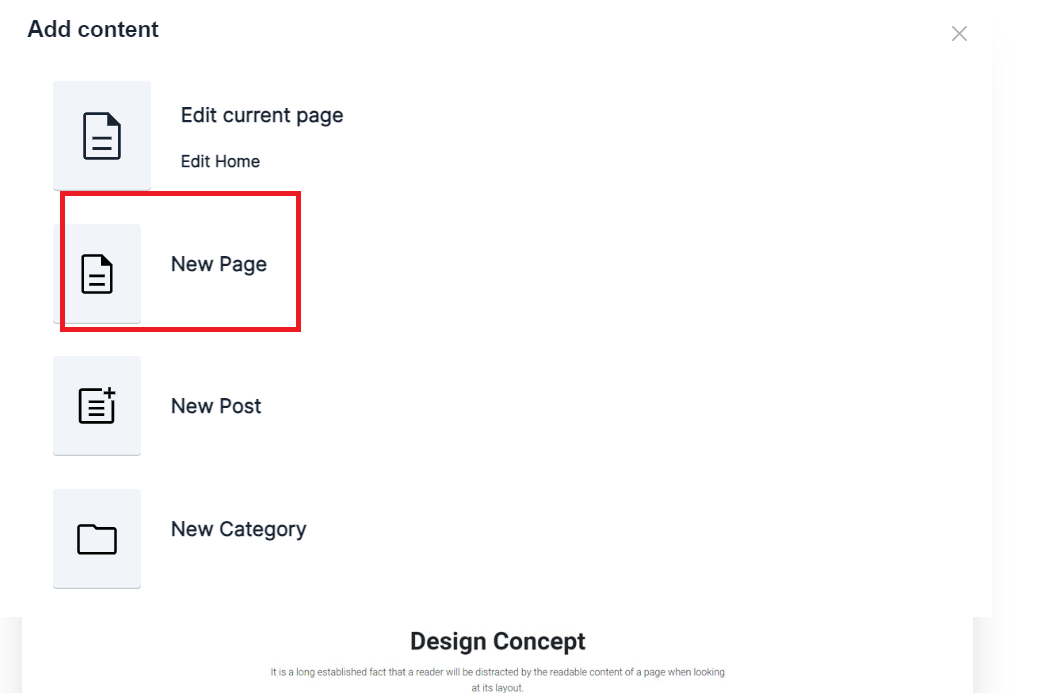 Add content
Edit current page
Edit Home
New Page
New Post
New Category
Design Concept
It is a long established fact that a reader will be distracted by the readable content of a page when looking
at its layout.